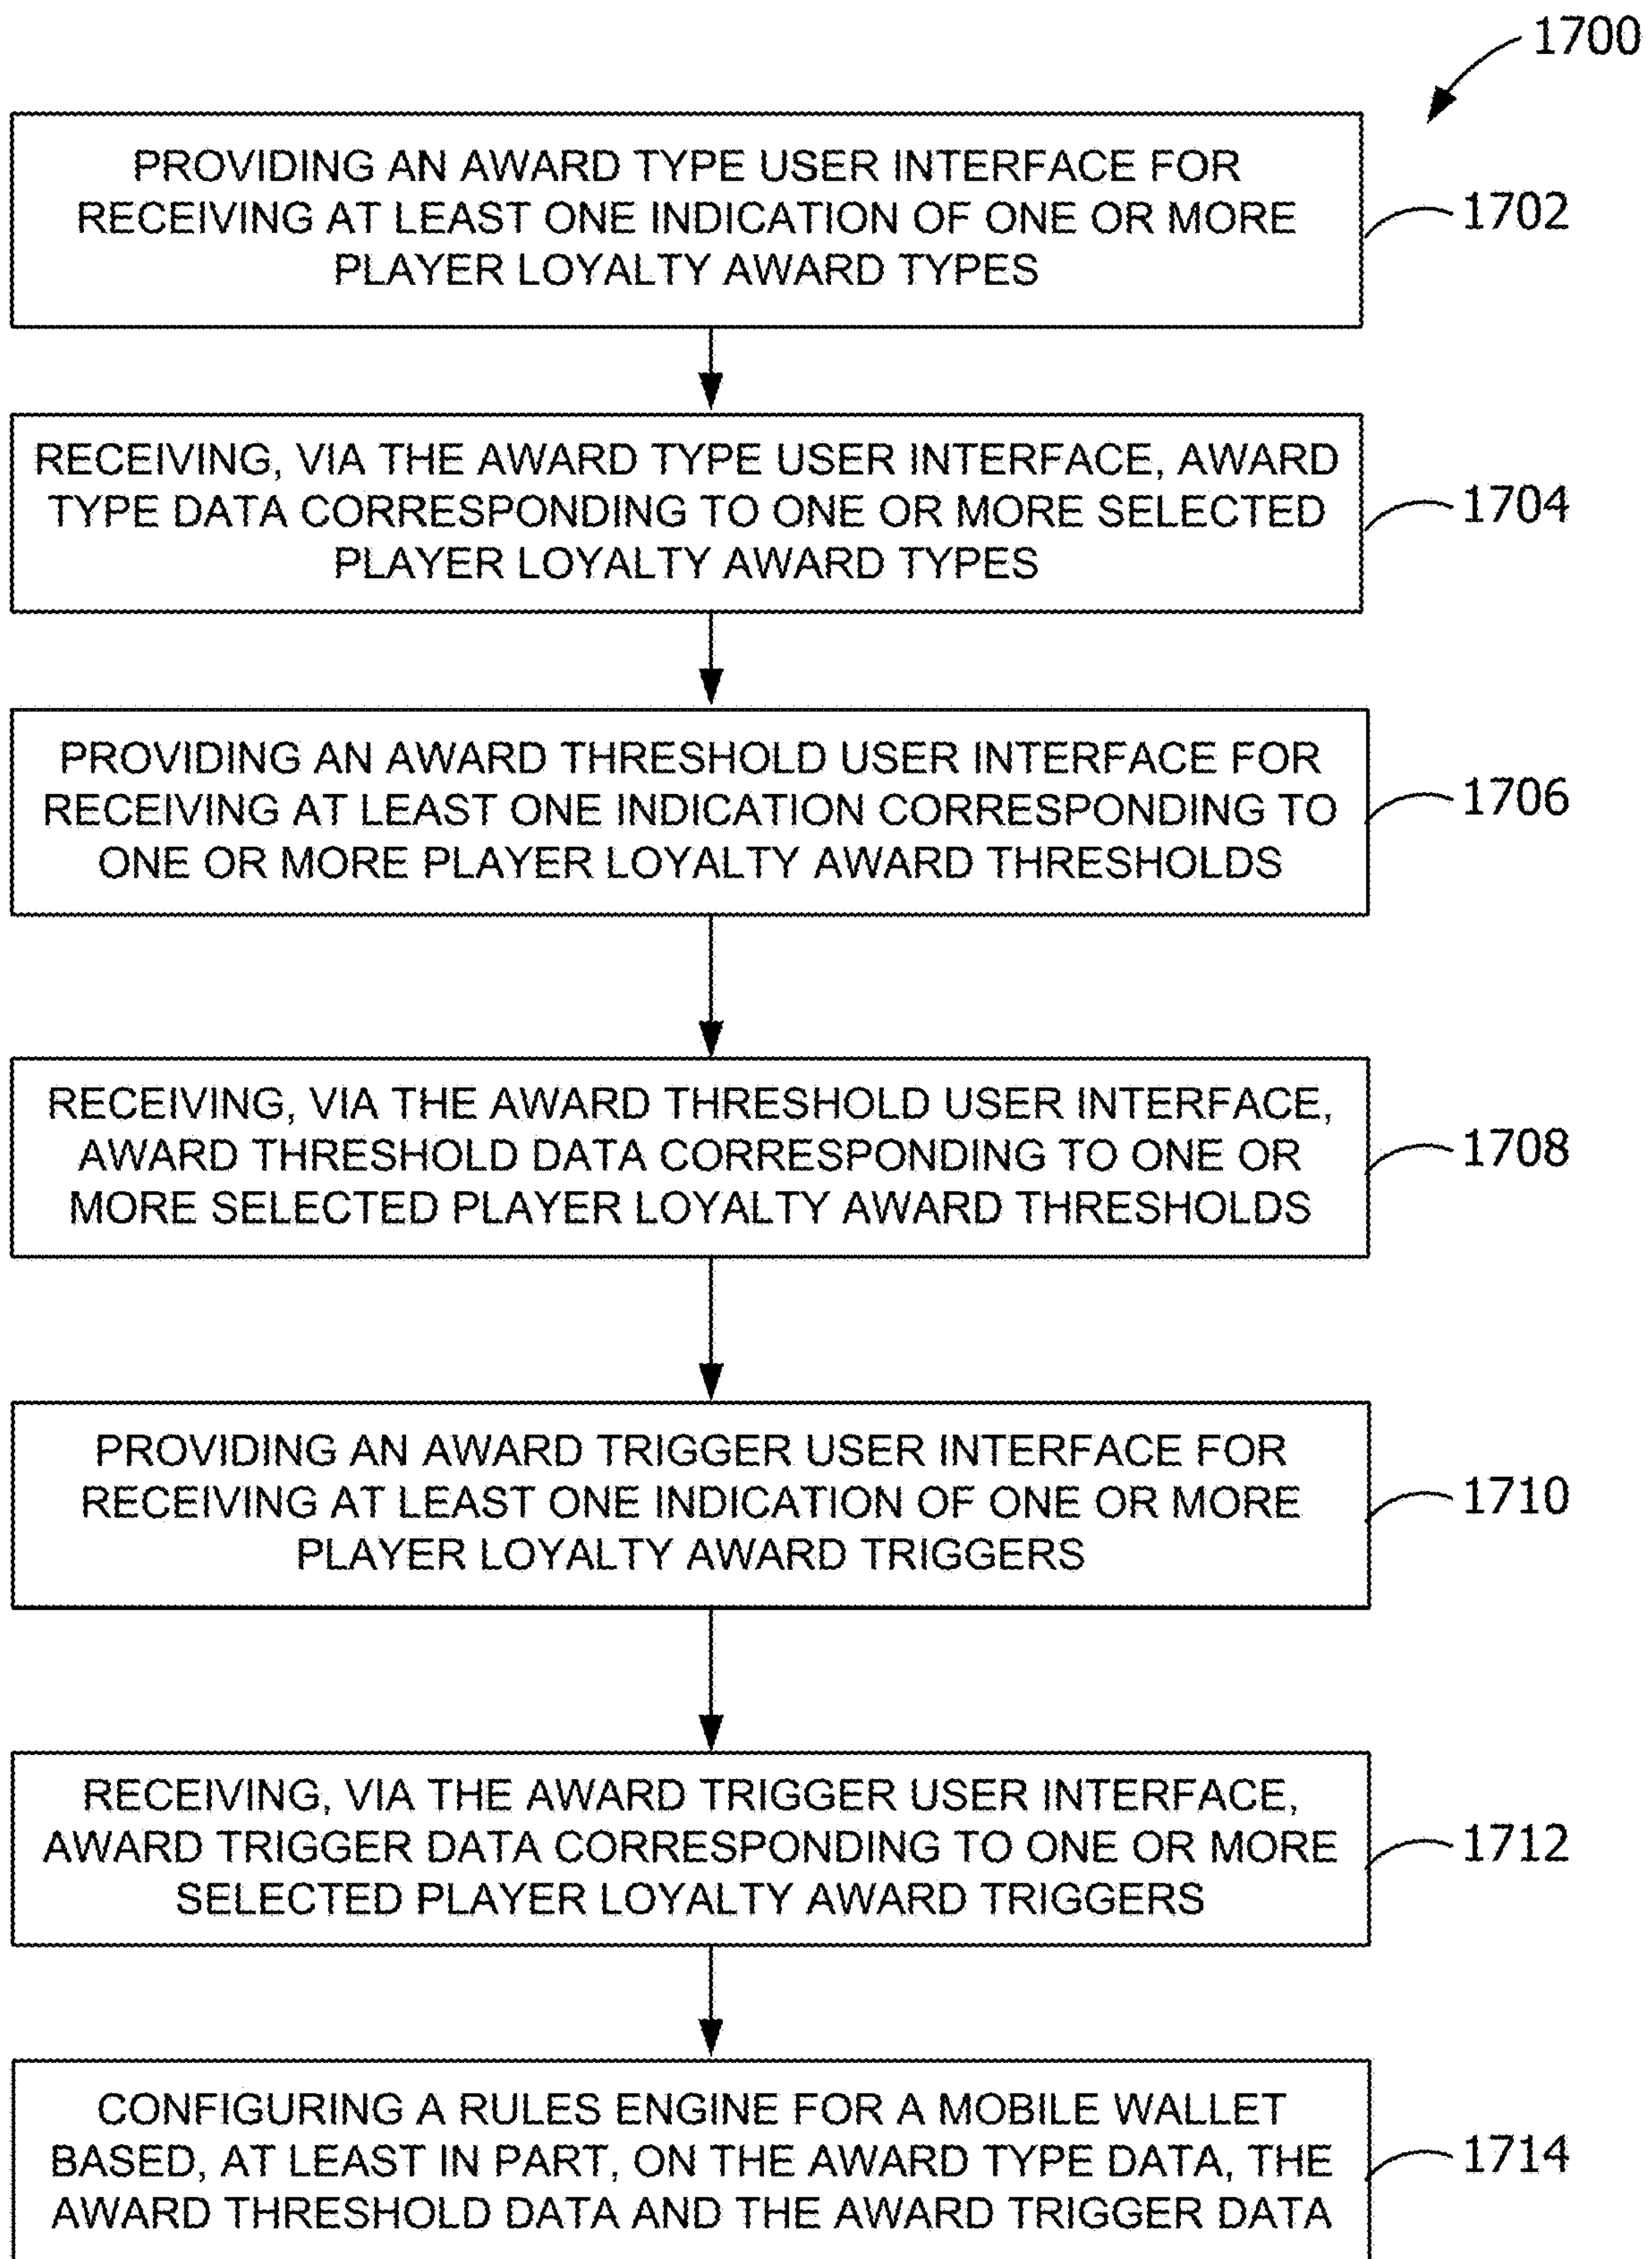 1700
PROVIDING AN AWARD TYPE USER INTERFACE FOR
RECEIVING AT LEAST ONE INDICATION OF ONE OR MORE
PLAYER LOYALTY AWARD TYPES
1702
RECEIVING, VIA THE AWARD TYPE USER INTERFACE, AWARD
TYPE DATA CORRESPONDING TO ONE OR MORE SELECTED
PLAYER LOYALTY AWARD TYPES
1704
PROVIDING AN AWARD THRESHOLD USER INTERFACE FOR
RECEIVING AT LEAST ONE INDICATION CORRESPONDING TO
ONE OR MORE PLAYER LOYALTY AWARD THRESHOLDS
1706
RECEIVING, VIA THE AWARD THRESHOLD USER INTERFACE,
AWARD THRESHOLD DATA CORRESPONDING TO ONE OR
MORE SELECTED PLAYER LOYALTY AWARD THRESHOLDS
1708
PROVIDING AN AWARD TRIGGER USER INTERFACE FOR
RECEIVING AT LEAST ONE INDICATION OF ONE OR MORE
PLAYER LOYALTY AWARD TRIGGERS
1710
RECEIVING, VIA THE AWARD TRIGGER USER INTERFACE,
AWARD TRIGGER DATA CORRESPONDING TO ONE OR MORE
SELECTED PLAYER LOYALTY AWARD TRIGGERS
1712
CONFIGURING A RULES ENGINE FOR A MOBILE WALLET
BASED, AT LEAST IN PART, ON THE AWARD TYPE DATA, THE
AWARD THRESHOLD DATA AND THE AWARD TRIGGER DATA
1714